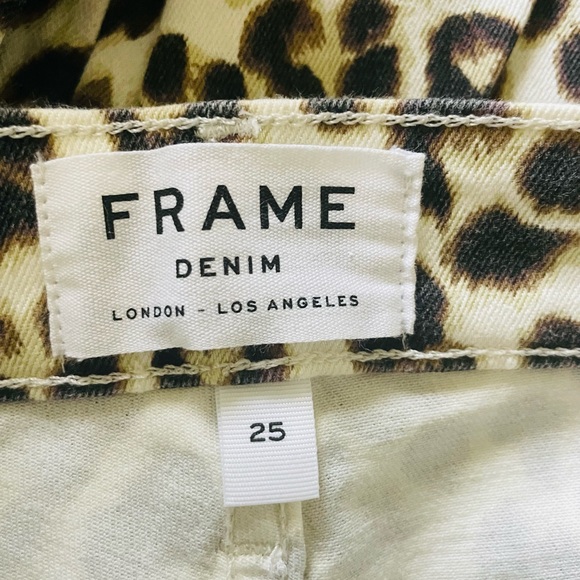 FRAME
DENIM
LONDON - LOS ANGELES
25